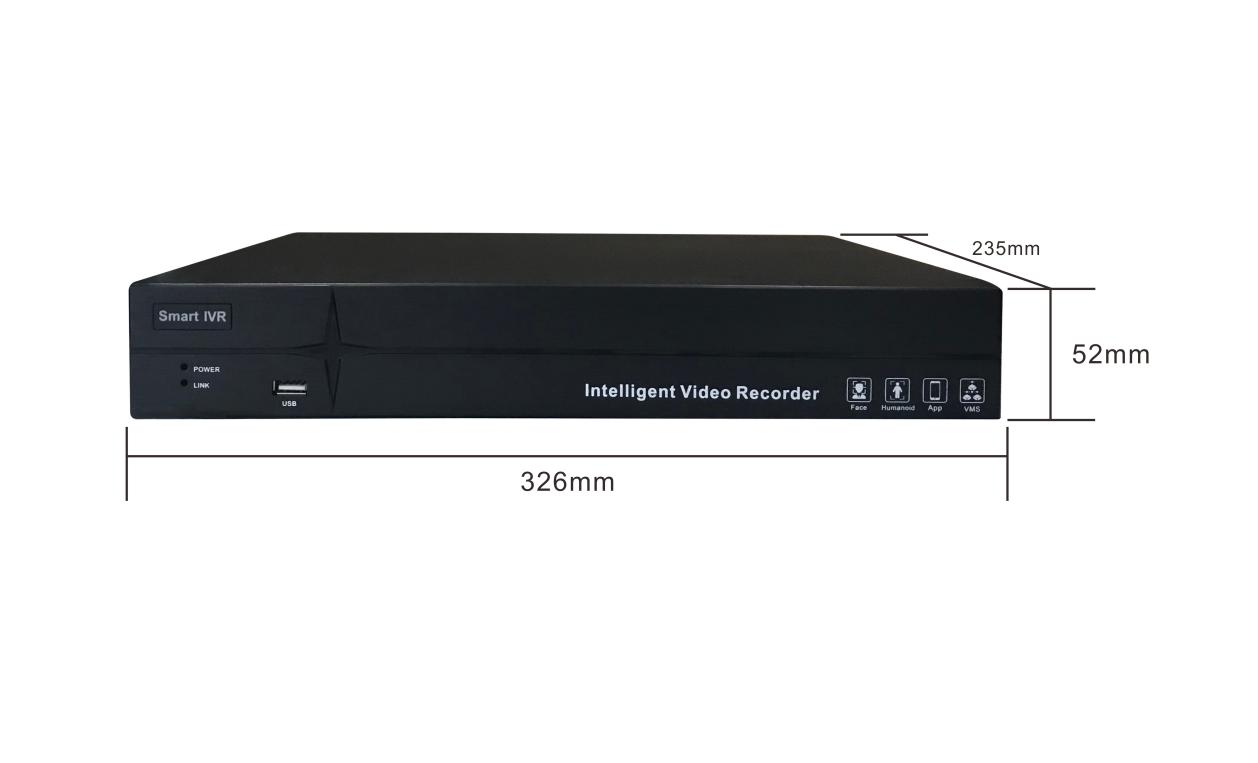 235mm
Smart IVR
52mm
POWER
LINK
USB
Intelligent Video Recorder
Face
Humanoid
App
VMS
326mm